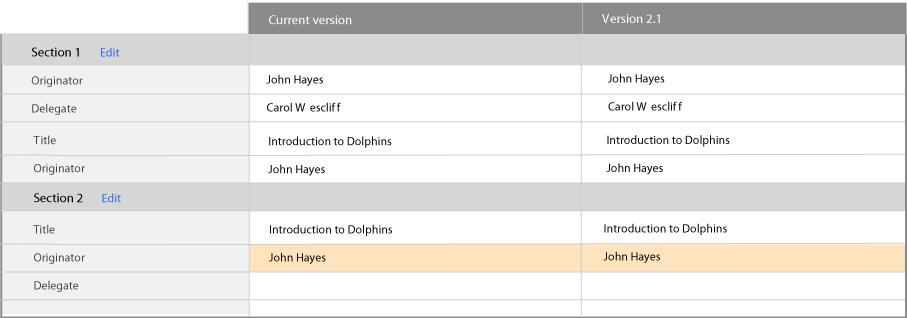 Current version Version 2.1
Section 1 Edit
Originator John Hayes John Hayes
Delegate Carol W escliff Carol W escliff
Title Introduction to Dolphins Introduction to Dolphins
Originator John Hayes John Hayes
Section 2 Edit
Title Introduction to Dolphins Introduction to Dolphins
Originator John Hayes John Hayes
Delegate